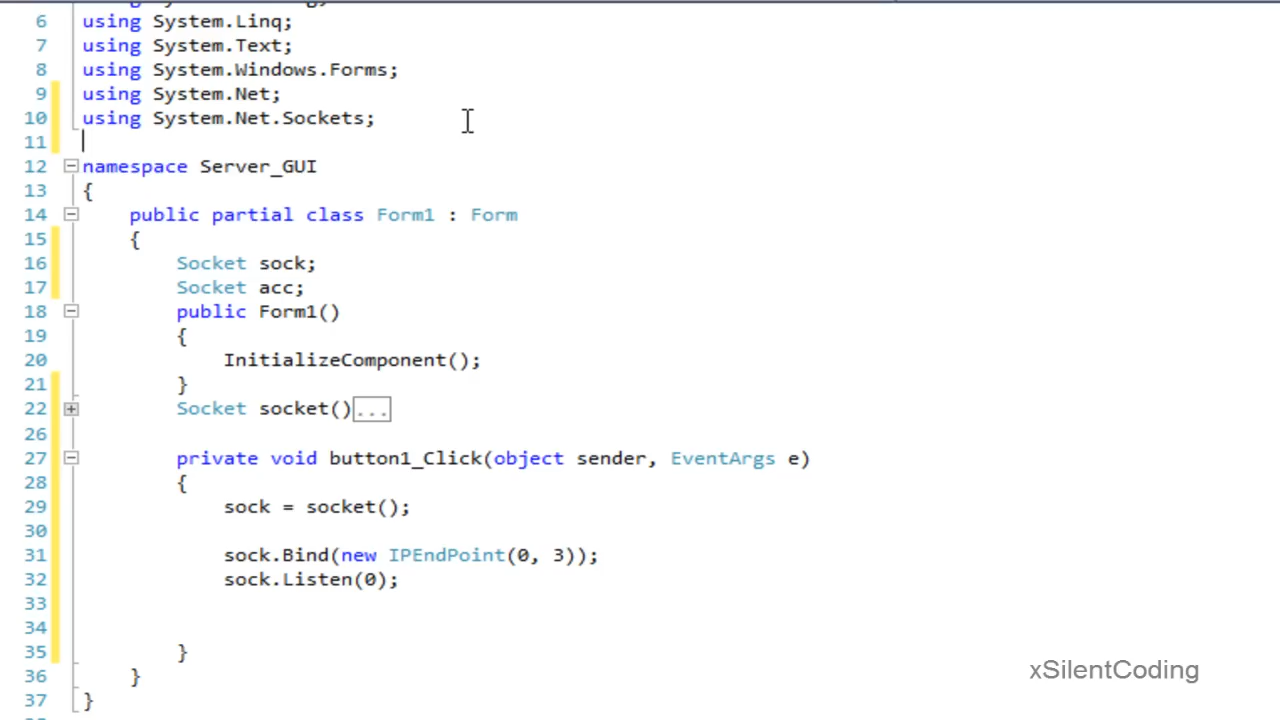 6 using System.Linq;
7 using System.Text;
8 using System.Windows.Forms;
9 using System.Net;
10 using System.Net.Sockets;
11
12 namespace Server_GUI
13 {
14 public partial class Form1 : Form
15 {
16 Socket sock;
17 Socket acc;
18 public Form1()
19 {
20 InitializeComponent();
21 }
22 Socket socket()...
26
27 private void button1_Click(object sender, EventArgs e)
28 {
29 sock = socket();
30
31 sock.Bind(new IPEndPoint(0, 3));
32 sock.Listen(0);
33
34
35 }
36 }
37 }
xSilentCoding